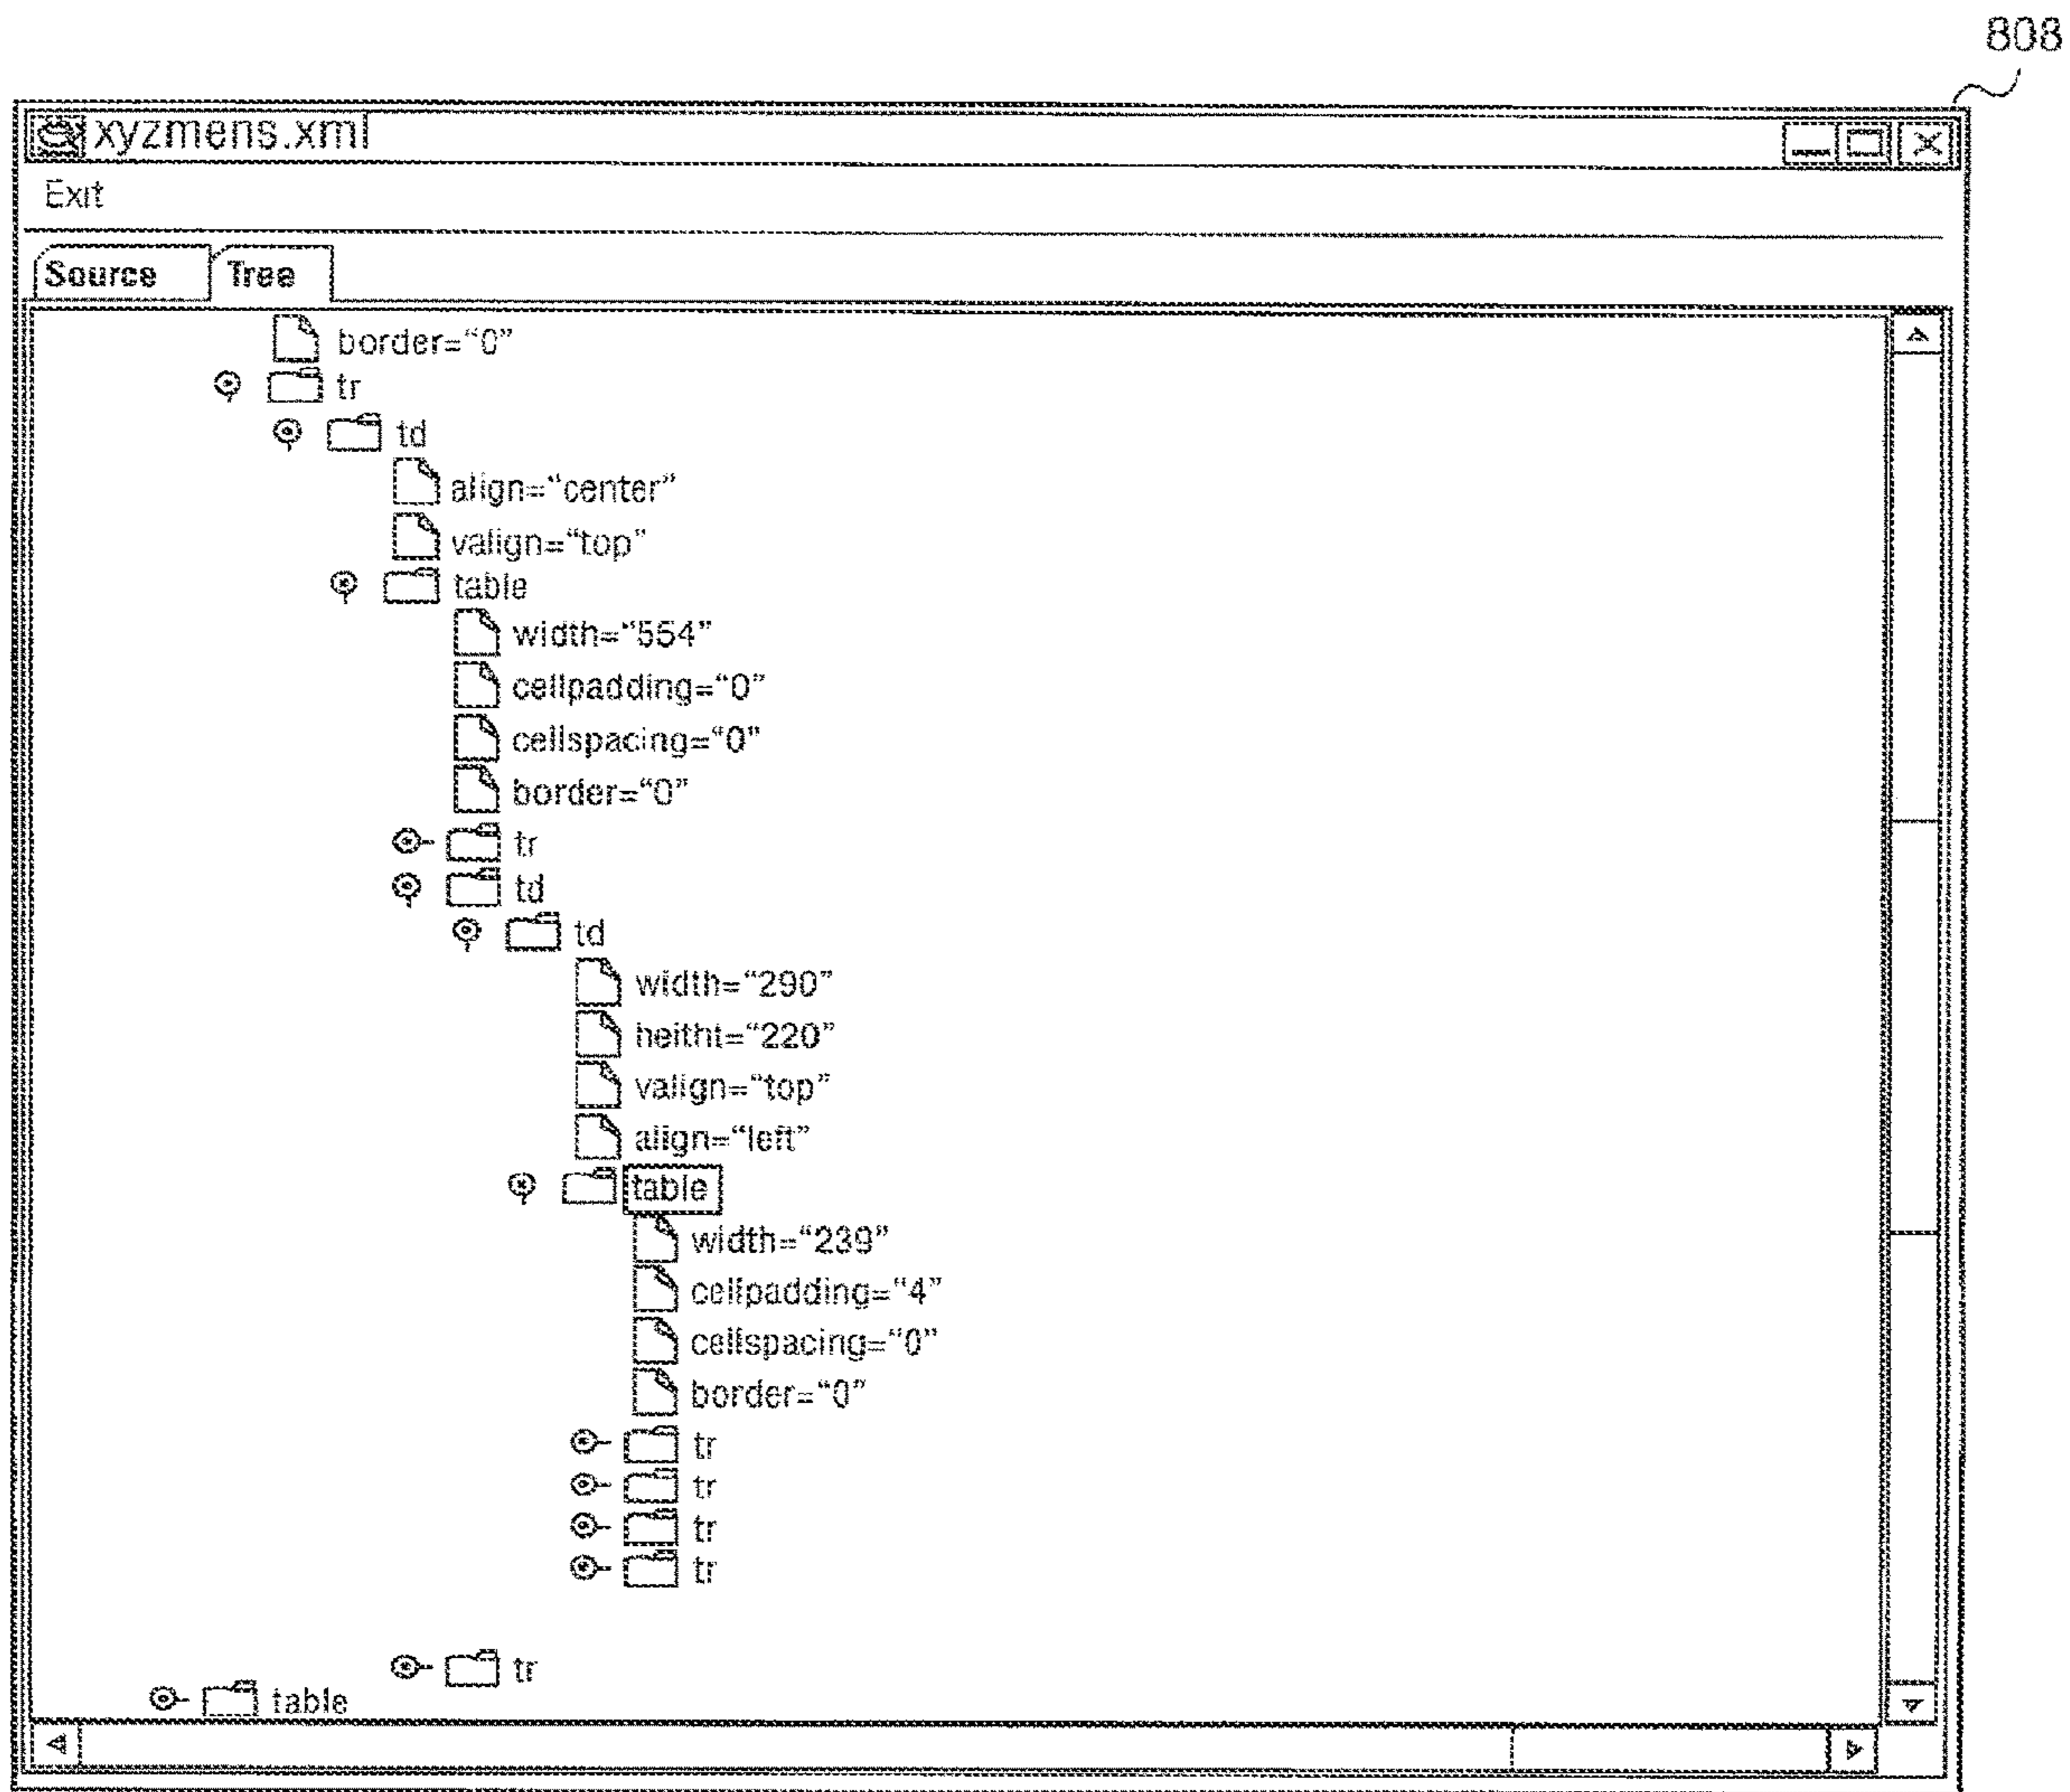 808
xyzmens.xml
Exit
Source Tree
border="0"
tr
td
align="center"
valign="top"
table
width="554"
cellpadding="0"
cellspacing="0"
border="0"
tr
td
td
width="290"
heitht="220"
valign="top"
align="left"
table
width="239"
cellpadding="4"
cellspacing="0"
border="0"
tr
tr
tr
tr
tr
table